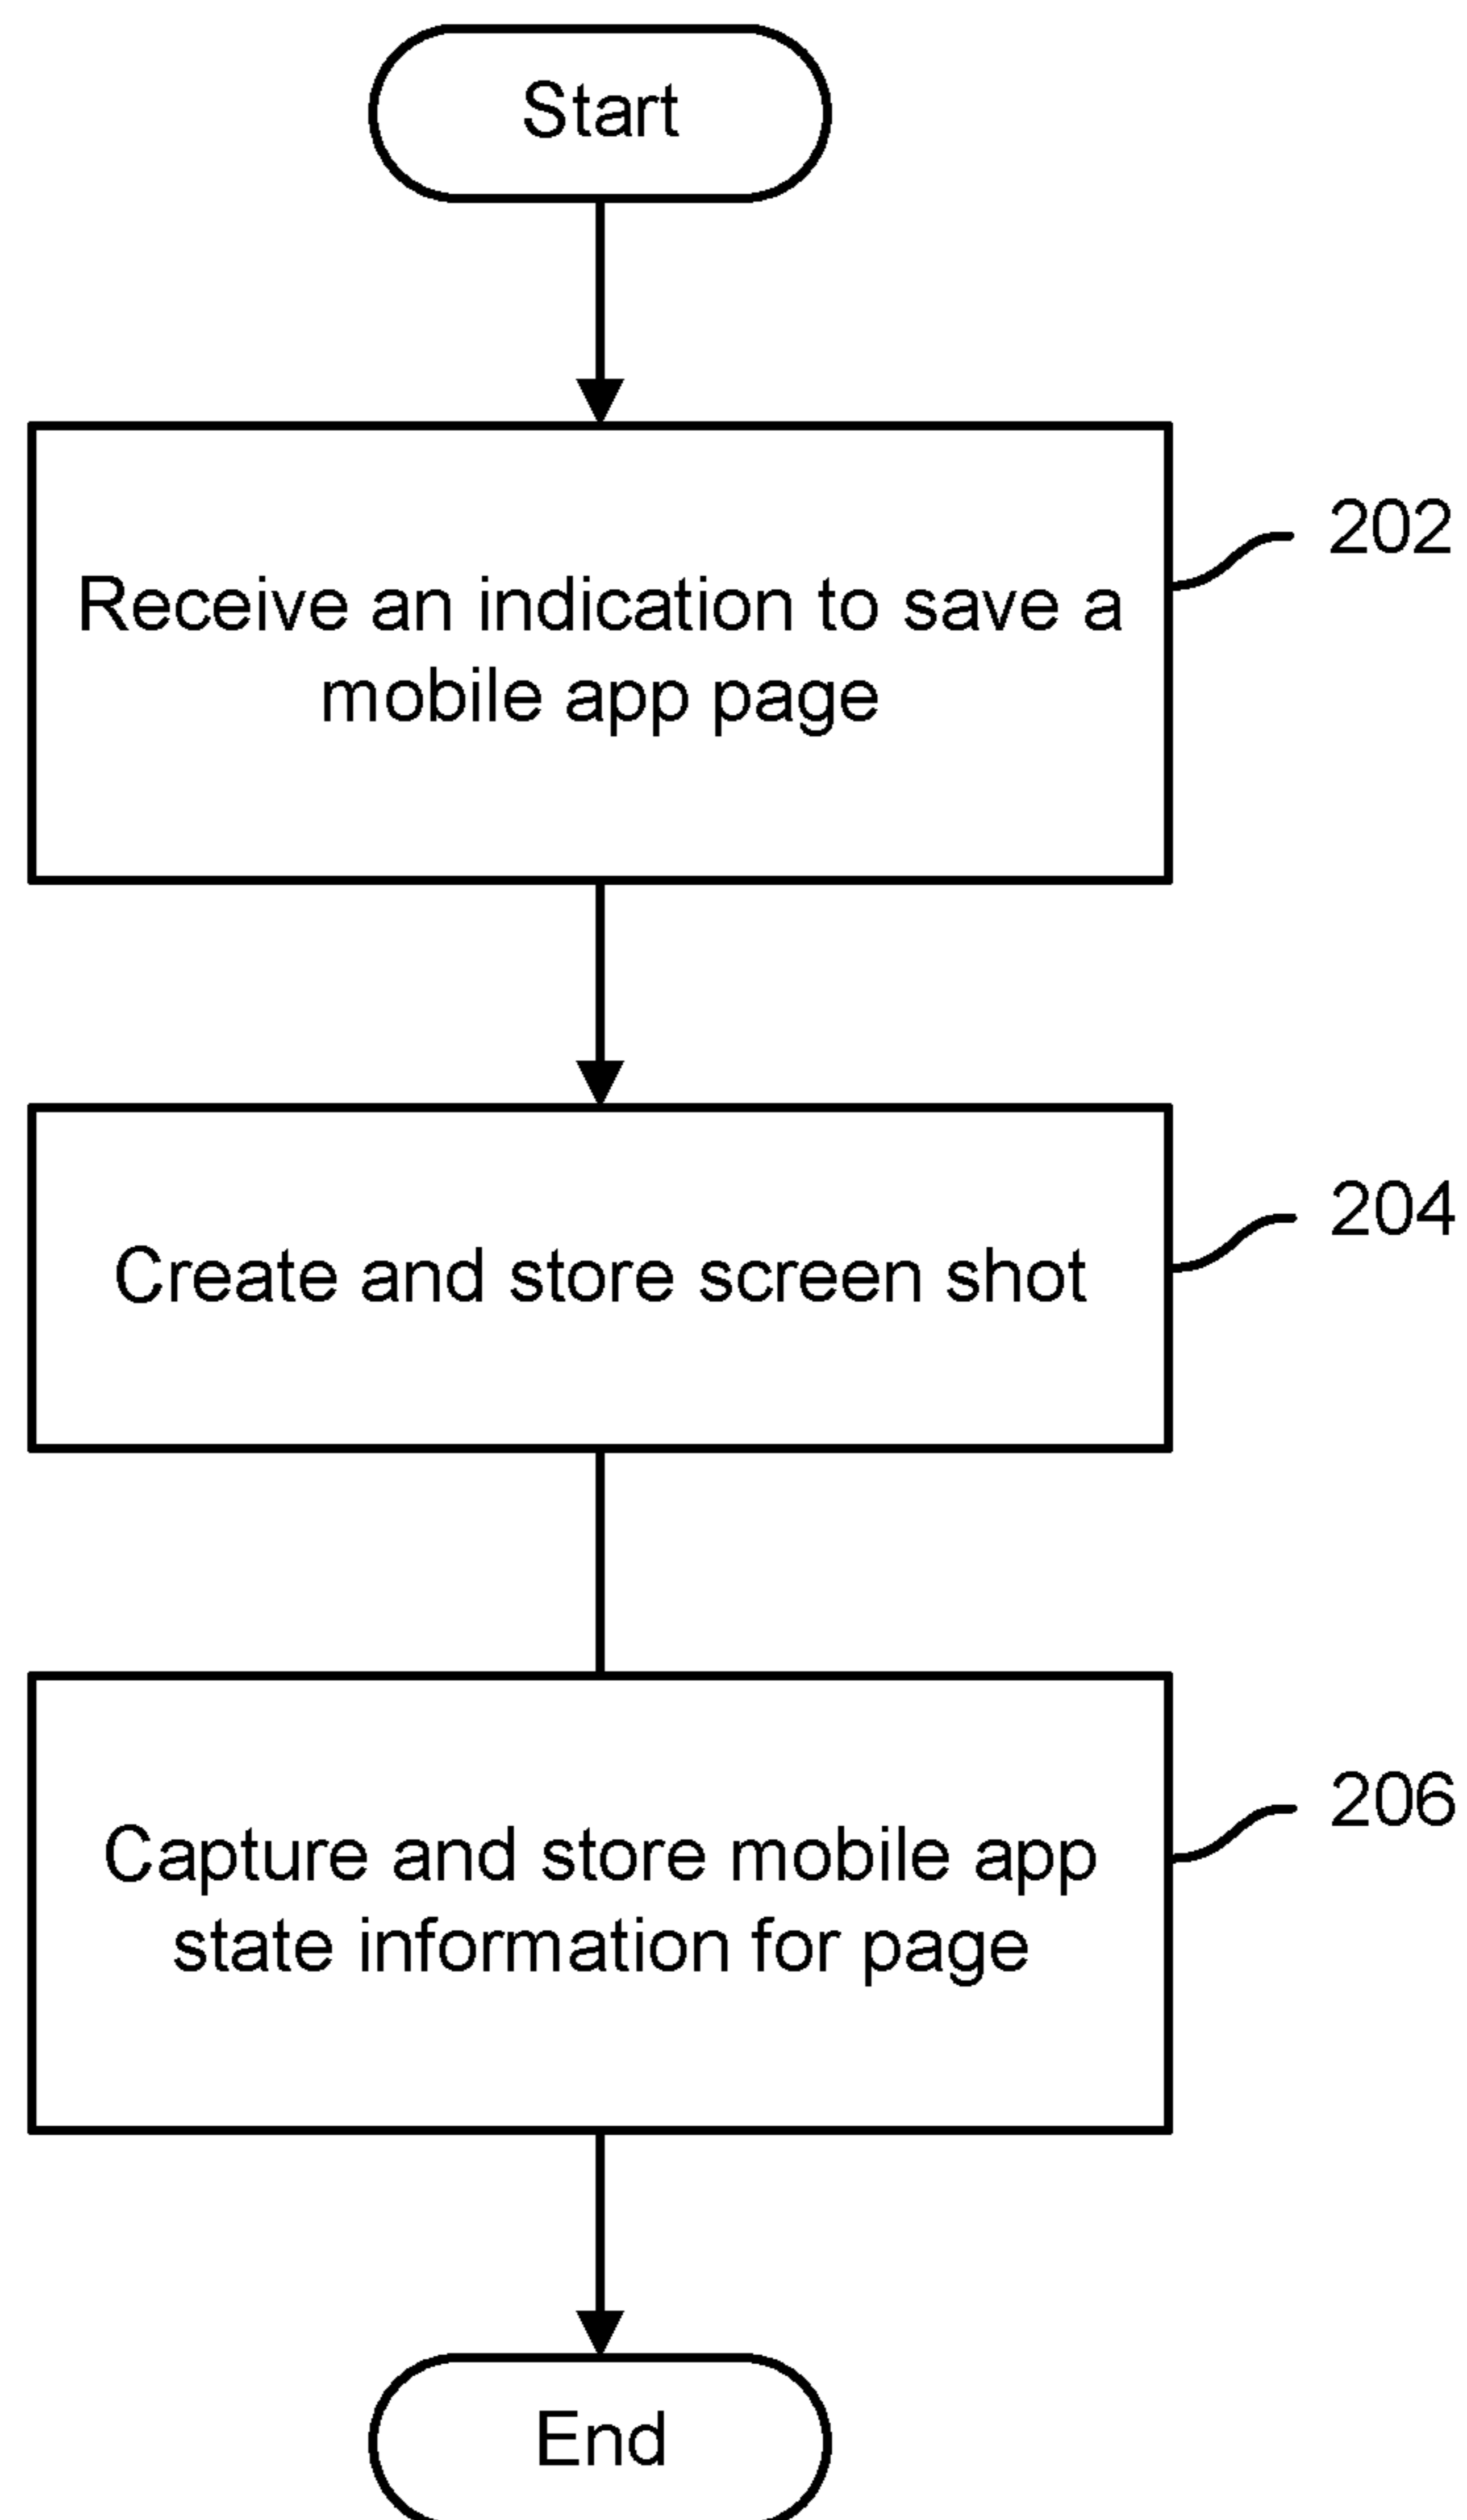 Start
Receive an indication to save a
mobile app page
202
Create and store screen shot
204
Capture and store mobile app
state information for page
206
End